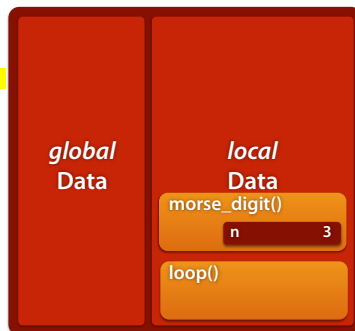 global
Data
local
Data
morse_digit()
n 3
loop()